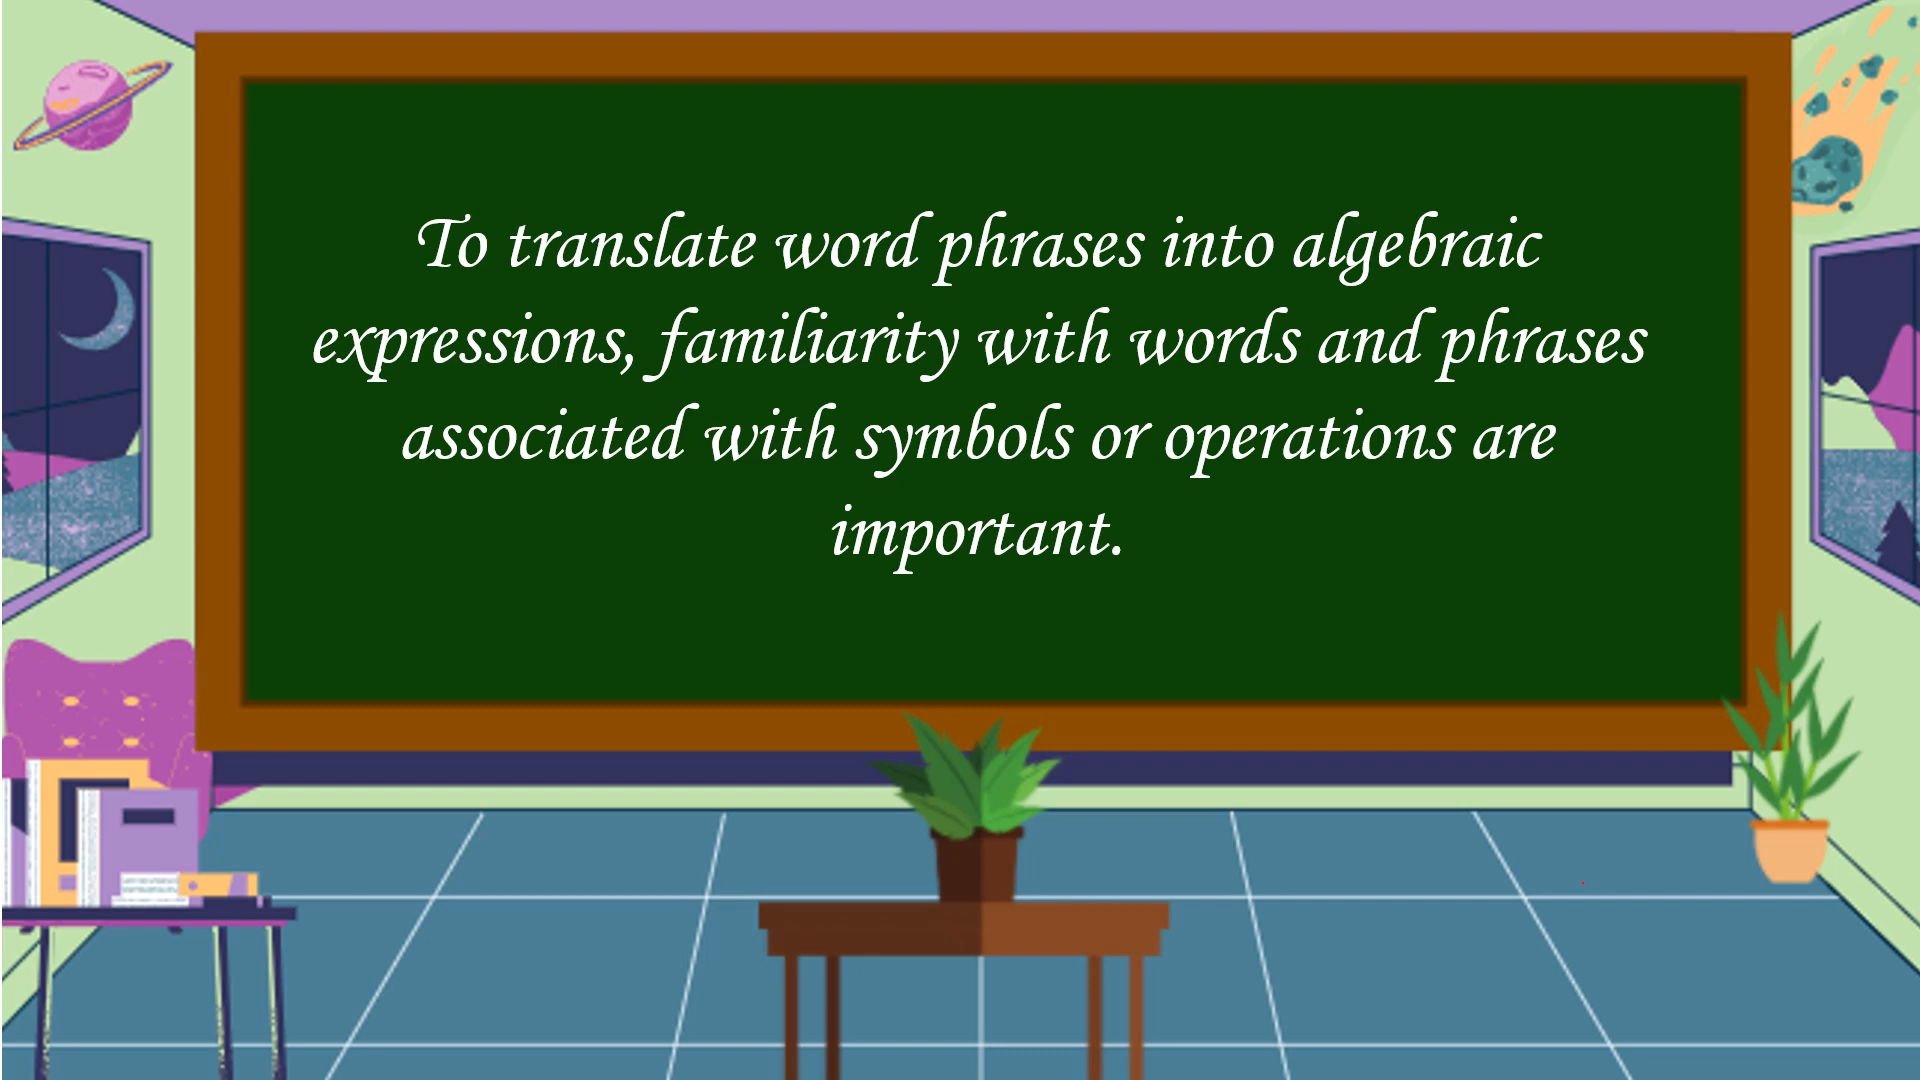 To translate word phrases into algebraic
expressions, familiarity with words and phrases
associated with symbols or operations are
important.